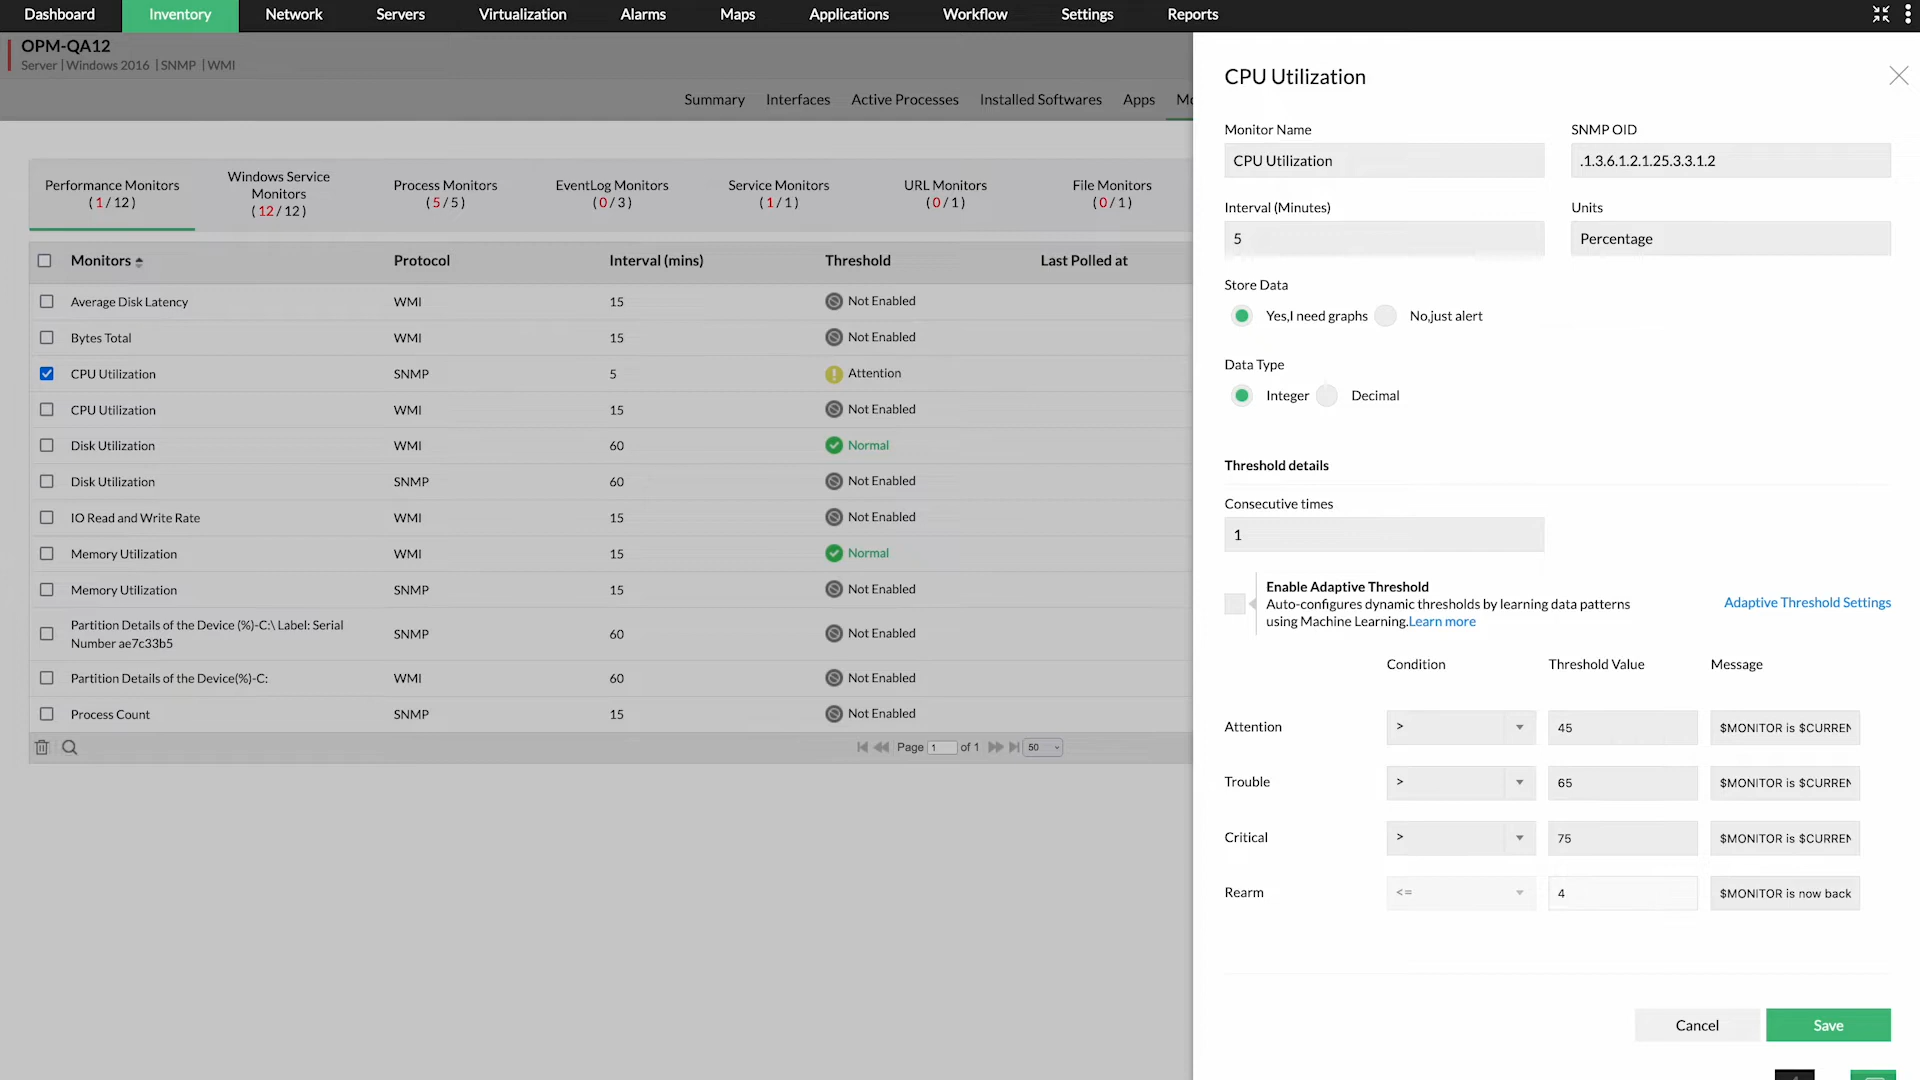 Dashboard Inventory Network Servers Virtualization Alarms Maps Applications Workflow Settings Reports
OPM-QA12
Server | Windows 2016 | SNMP | WMI
Summary Interfaces Active Processes Installed Softwares Apps
Performance Monitors
( 1 / 12 )
Windows Service
Monitors
( 12 / 12 )
Process Monitors
( 5 / 5 )
EventLog Monitors
( 0 / 3 )
Service Monitors
( 1 / 1 )
URL Monitors
( 0 / 1 )
File Monitors
( 0 / 1 )
Monitors Protocol Interval (mins) Threshold Last Polled at
Average Disk Latency WMI 15 Not Enabled
Bytes Total WMI 15 Not Enabled
CPU Utilization SNMP 5 Attention
CPU Utilization WMI 15 Not Enabled
Disk Utilization WMI 60 Normal
Disk Utilization SNMP 60 Not Enabled
IO Read and Write Rate WMI 15 Not Enabled
Memory Utilization WMI 15 Normal
Memory Utilization SNMP 15 Not Enabled
Partition Details of the Device (%)-C:\ Label: Serial
Number ae7c33b5 SNMP 60 Not Enabled
Partition Details of the Device(%)-C: WMI 60 Not Enabled
Process Count SNMP 15 Not Enabled
Page 1 of 1 50
CPU Utilization
Monitor Name SNMP OID
CPU Utilization .1.3.6.1.2.1.25.3.3.1.2
Interval (Minutes) Units
5 Percentage
Store Data
Yes,I need graphs No,just alert
Data Type
Integer Decimal
Threshold details
Consecutive times
1
Enable Adaptive Threshold
Auto-configures dynamic thresholds by learning data patterns
using Machine Learning.Learn more
Adaptive Threshold Settings
Condition Threshold Value Message
Attention > 45 $MONITOR is $CURREN
Trouble > 65 $MONITOR is $CURREN
Critical > 75 $MONITOR is $CURREN
Rearm <= 4 $MONITOR is now back
Cancel Save